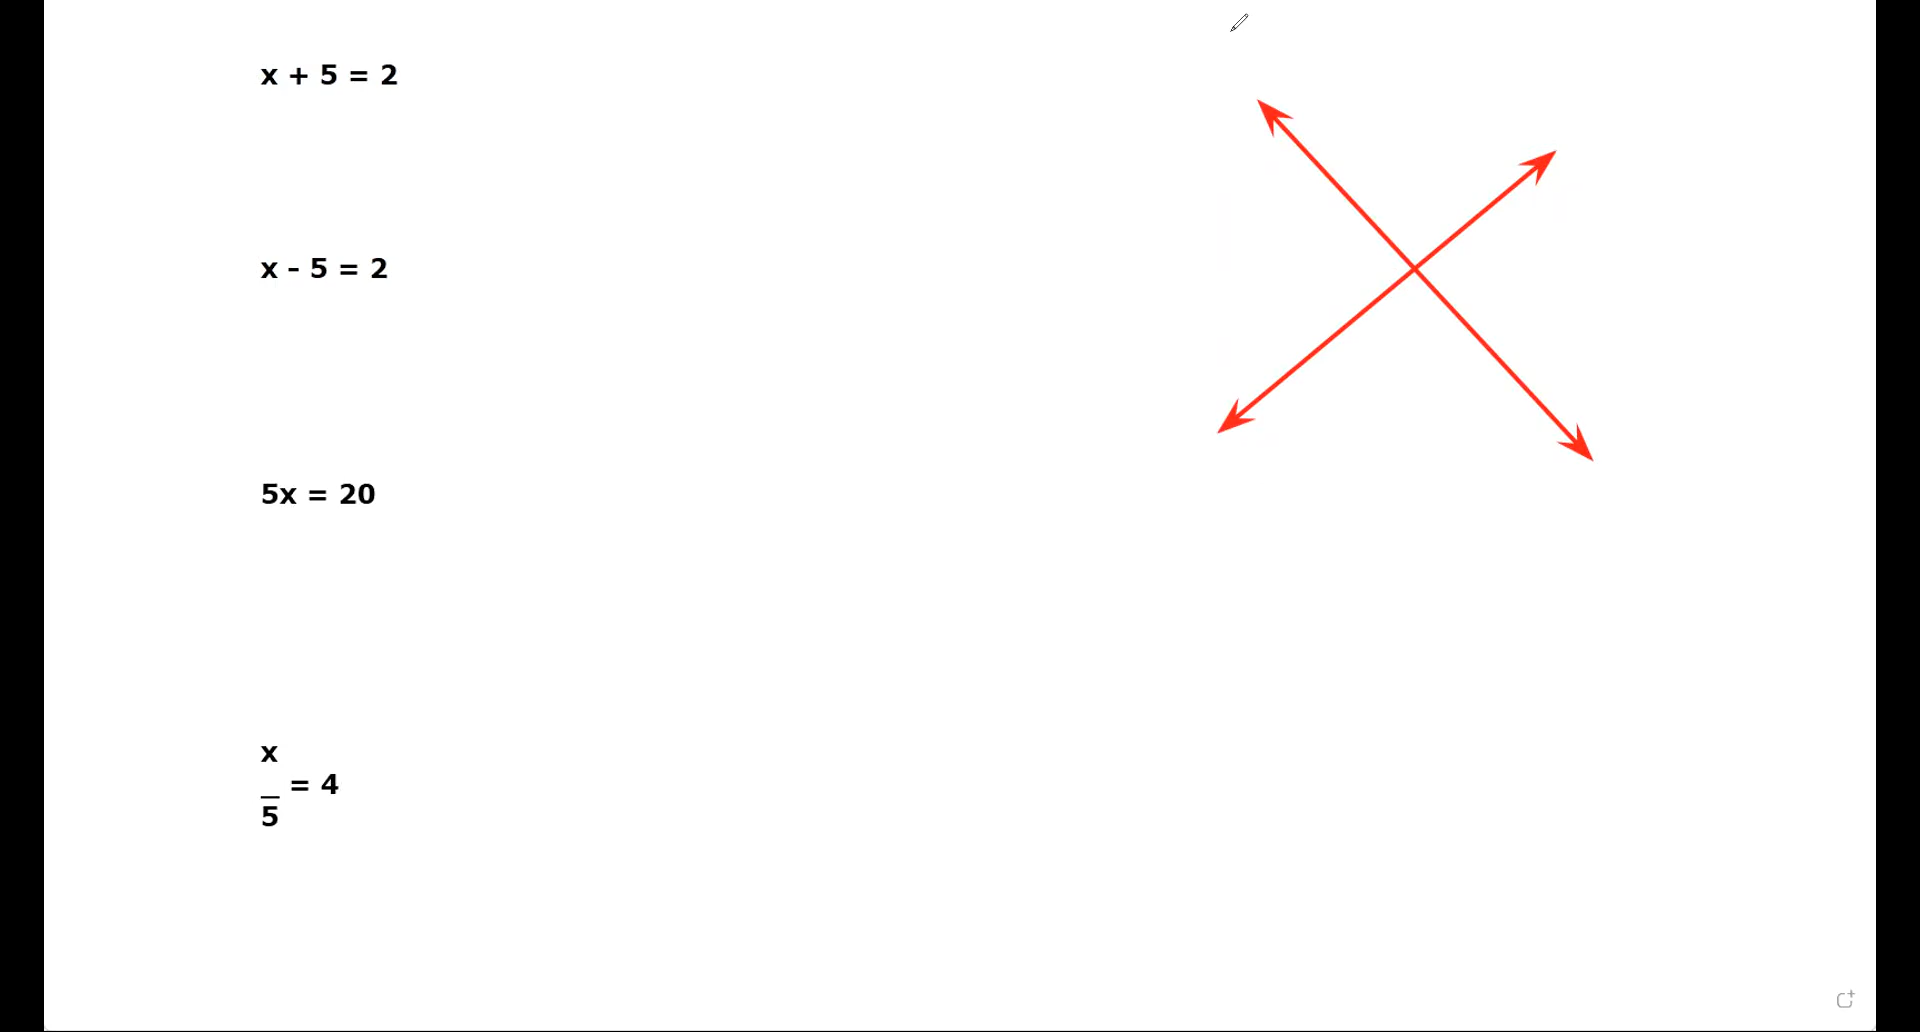 x + 5 = 2
x – 5 = 2
5x = 20
x
_ = 4
5